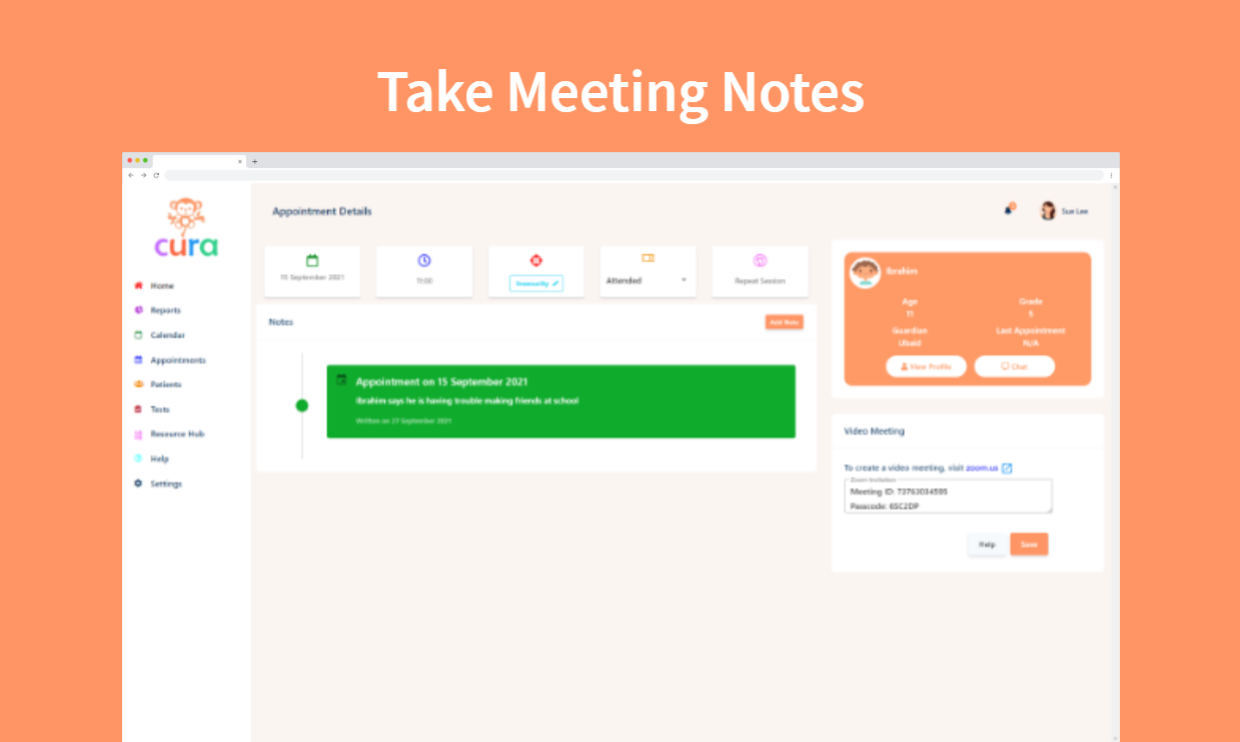 Take Meeting Notes
cura
Home
Reports
Calendar
Appointments
Patients
Tests
Resource Hub
Help
Settings
Appointment Details
Sue Lee
15 September 2021
11:00
Insecurity
Attended
Repeat Session
Notes
Add Note
Appointment on 15 September 2021
Ibrahim says he is having trouble making friends at school
Written on 27 September 2021
Ibrahim
Age
11
Grade
5
Guardian
Ubaid
Last Appointment
N/A
View Profile
Chat
Video Meeting
To create a video meeting, visit zoom.us
Zoom Invitation
Meeting ID: 73763034595
Passcode: 6SC2DP
Help
Save